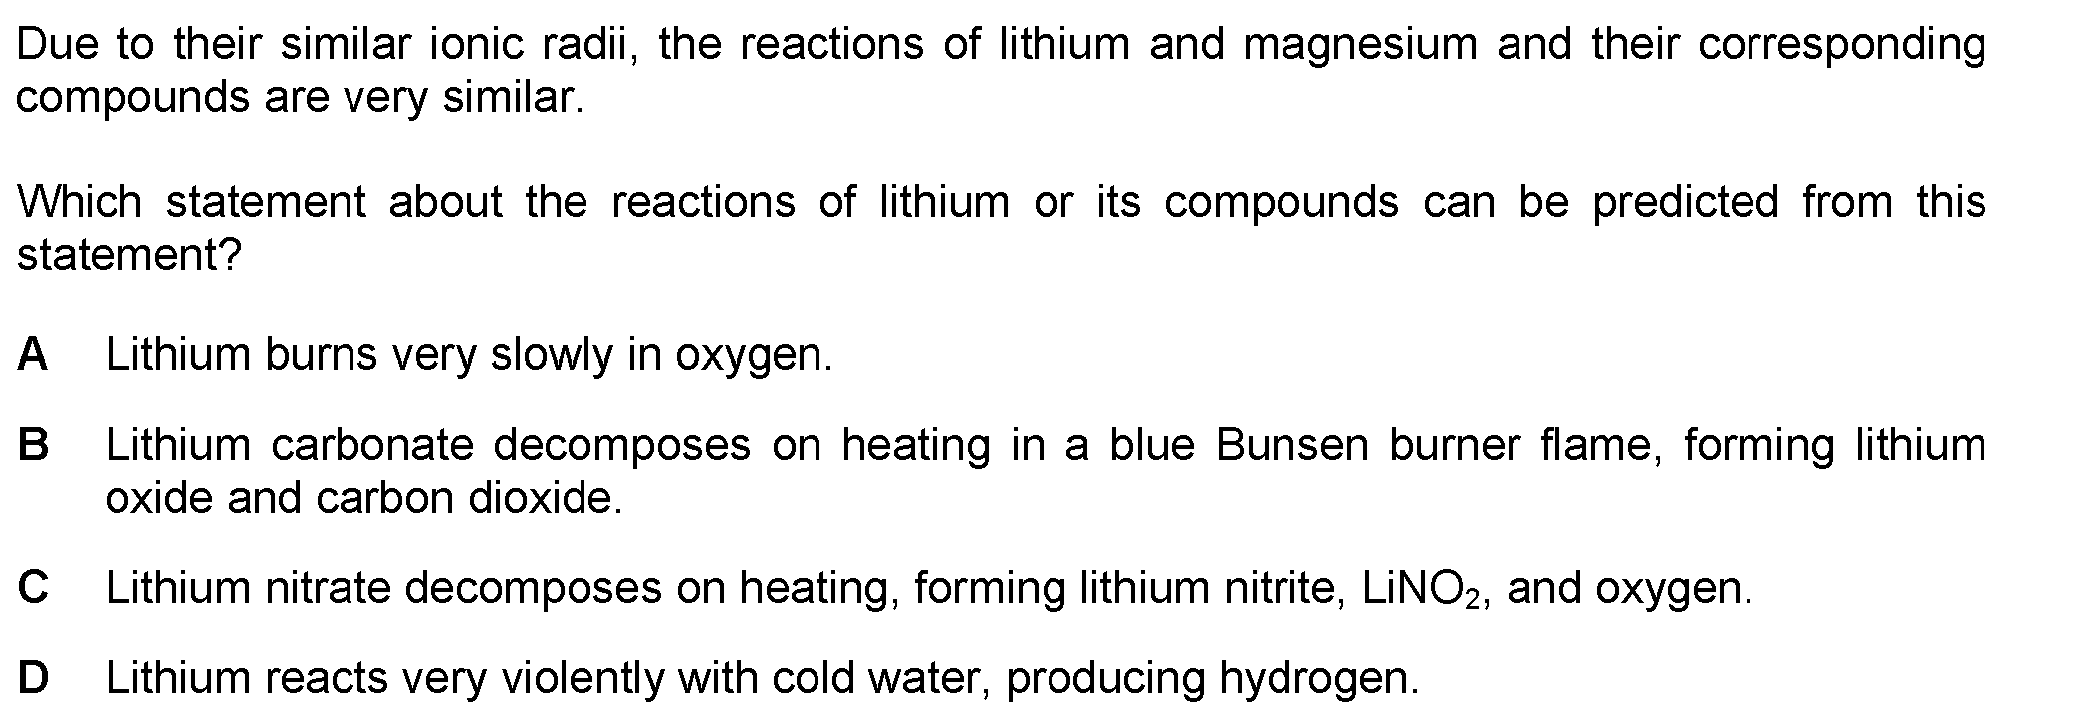 Due to their similar ionic radii, the reactions of lithium and magnesium and their corresponding
compounds are very similar.
Which statement about the reactions of lithium or its compounds can be predicted from this
statement?
A Lithium burns very slowly in oxygen.
B Lithium carbonate decomposes on heating in a blue Bunsen burner flame, forming lithium
oxide and carbon dioxide.
C Lithium nitrate decomposes on heating, forming lithium nitrite, LiNO₂, and oxygen.
D Lithium reacts very violently with cold water, producing hydrogen.